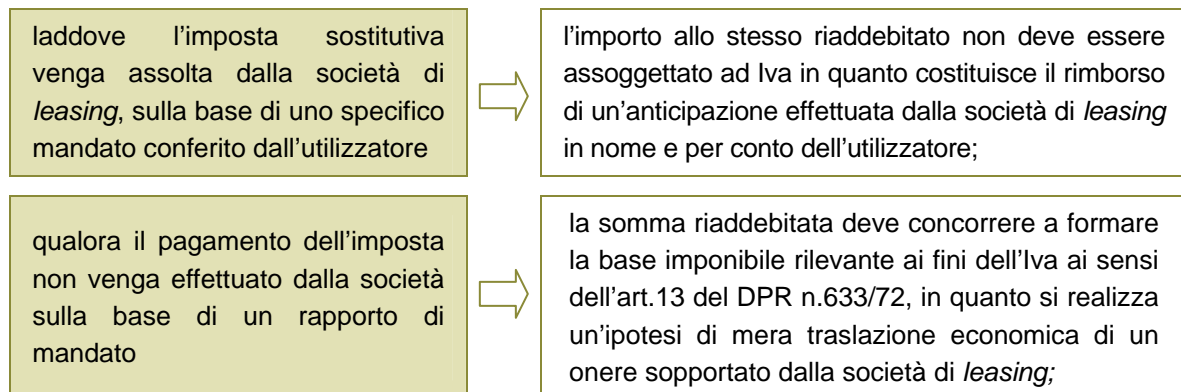 laddove l'imposta sostitutiva
venga assolta dalla società di
leasing, sulla base di uno specifico
mandato conferito dall'utilizzatore
l'importo allo stesso riaddebitato non deve essere
assoggettato ad Iva in quanto costituisce il rimborso
di un'anticipazione effettuata dalla società di leasing
in nome e per conto dell'utilizzatore;
qualora il pagamento dell'imposta
non venga effettuato dalla società
sulla base di un rapporto di
mandato
la somma riaddebitata deve concorrere a formare
la base imponibile rilevante ai fini dell'Iva ai sensi
dell'art.13 del DPR n.633/72, in quanto si realizza
un'ipotesi di mera traslazione economica di un
onere sopportato dalla società di leasing;